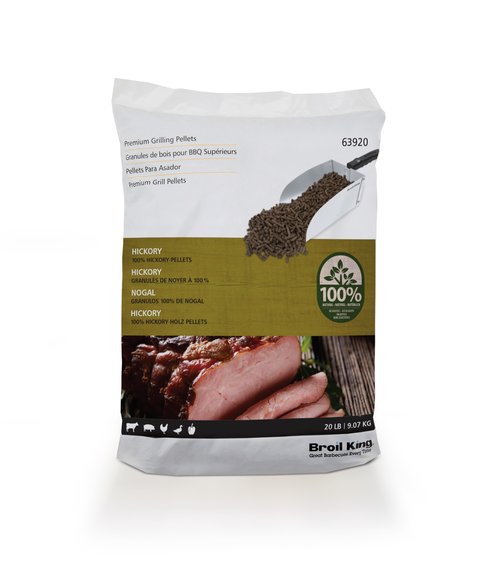 Premium Grilling Pellets
Granules de bois pour BBQ Supérieurs
Pellets Para Asador
Premium Grill Pellets
63920
HICKORY
100% HICKORY PELLETS
HICKORY
GRANULES DE NOYER À 100%
NOGAL
GRÁNULOS 100% DE NOGAL
HICKORY
100% HICKORY HOLZ PELLETS
100%
20 LB | 9.07 KG
Broil King
Great Barbecues Every Time